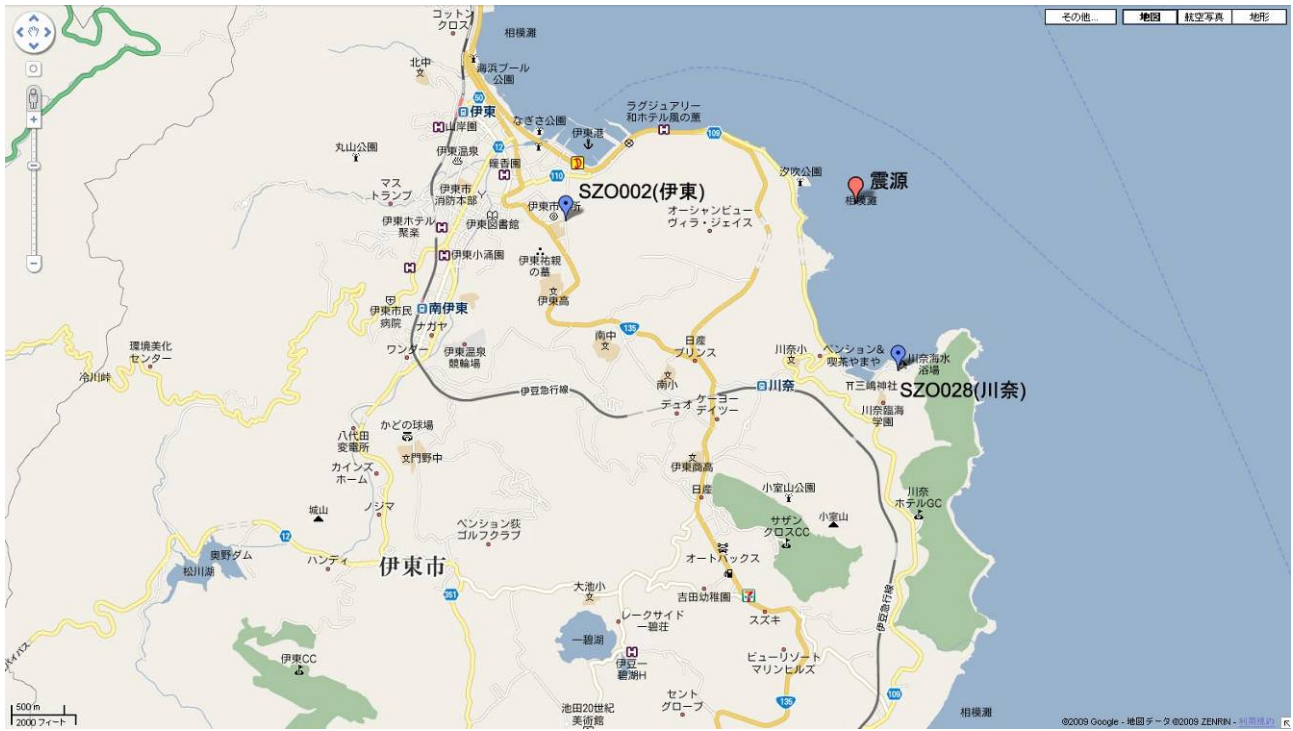 コットン
クロス
相模灘
その他...
地図
航空写真
地形
北中
海浜プール
公園
伊東
山岸園
なぎさ公園
伊東港
ラグジュアリー
和ホテル風の薫
109
丸山公園
伊東温泉
12
暖香園
110
汐吹公園
震源
相模灘
SZO002(伊東)
マス
トランプ
伊東市
消防本部
伊東図書館
伊東ホテル
聚楽
オーシャンビュー
ヴィラ・ジェイス
伊東小涌園
伊東祐親
の墓
伊東高
伊東市民
病院
南伊東
ナガヤ
135
環境美化
センター
ワンダー
伊東温泉
競輪場
南中
日産
プリンス
川奈小
ペンション&
喫茶やまや
川奈海水
浴場
冷川峠
伊豆急行線
南小
川奈
三嶋神社
SZO028(川奈)
デュオ
ケーヨー
デイツー
川奈臨海
学園
八代田
変電所
かどの球場
門野中
カインズ
ホーム
伊東商高
日産
小室山公園
川奈
ホテルGC
城山
ノジマ
ペンション荻
ゴルフクラブ
サザン
クロスCC
小室山
12
奥野ダム
松川湖
ハンディ
伊東市
オートバックス
351
大池小
吉田幼稚園
スズキ
伊豆急行線
レークサイド
一碧荘
一碧湖
伊豆一
碧湖H
ビューリゾート
マリンヒルズ
伊東CC
バイパス
セント
グローブ
135
109
池田20世紀
美術館
相模灘
500 m
2000 フィート
©2009 Google - 地図データ ©2009 ZENRIN - 利用規約